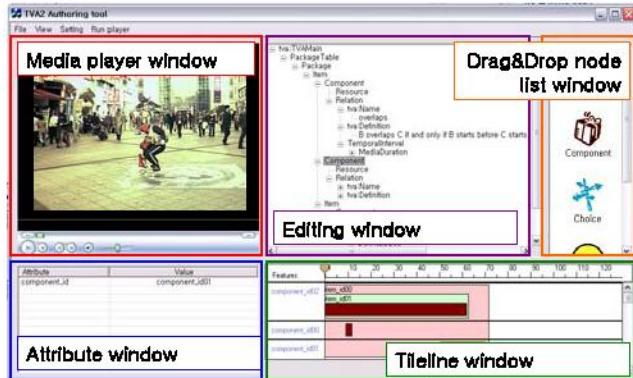 TVA2 Authoring tool
File View Setting Run player
Media player window
tva:TVAMain
PackageTable
Package
Item
Component
Resource
Relation
tva:Name
overlaps
tva:Definition
B overlaps C if and only if B starts before C starts
TemporalInterval
MediaDuration
Component
Resource
Relation
tva:Name
tva:Definition
Item
Editing window
Drag&Drop node
list window
Component
Choice
Attribute Value
component_id component_id01
Attribute window
Features 10 20 30 40 50 60 70 80 90 100 110 120
component_id02 item_id00
item_id01
component_id00
component_id01
Tileline window